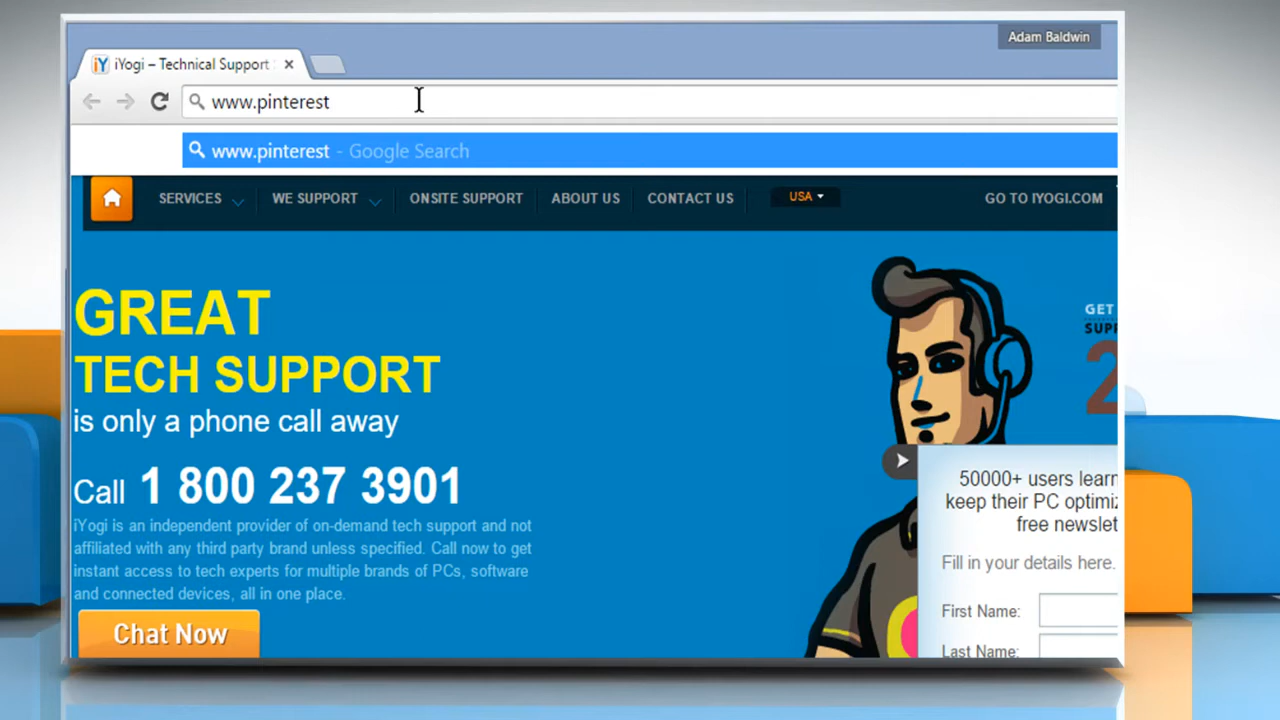 Adam Baldwin
iY iYogi – Technical Support
www.pinterest
www.pinterest - Google Search
SERVICES WE SUPPORT ONSITE SUPPORT ABOUT US CONTACT US USA GO TO IYOGI.COM
GREAT
TECH SUPPORT
is only a phone call away
Call 1 800 237 3901
iYogi is an independent provider of on-demand tech support and not
affiliated with any third party brand unless specified. Call now to get
instant access to tech experts for multiple brands of PCs, software
and connected devices, all in one place.
Chat Now
GET
SUPP
2
50000+ users learn
keep their PC optimiz
free newslet
Fill in your details here.
First Name:
Last Name: